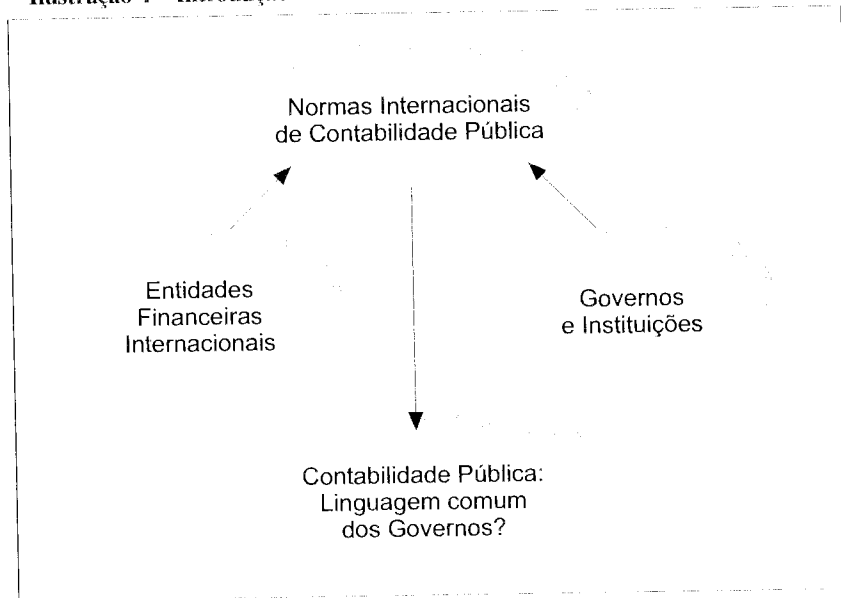 Normas Internacionais
de Contabilidade Pública
Entidades
Financeiras
Internacionais
Governos
e Instituições
Contabilidade Pública:
Linguagem comum
dos Governos?